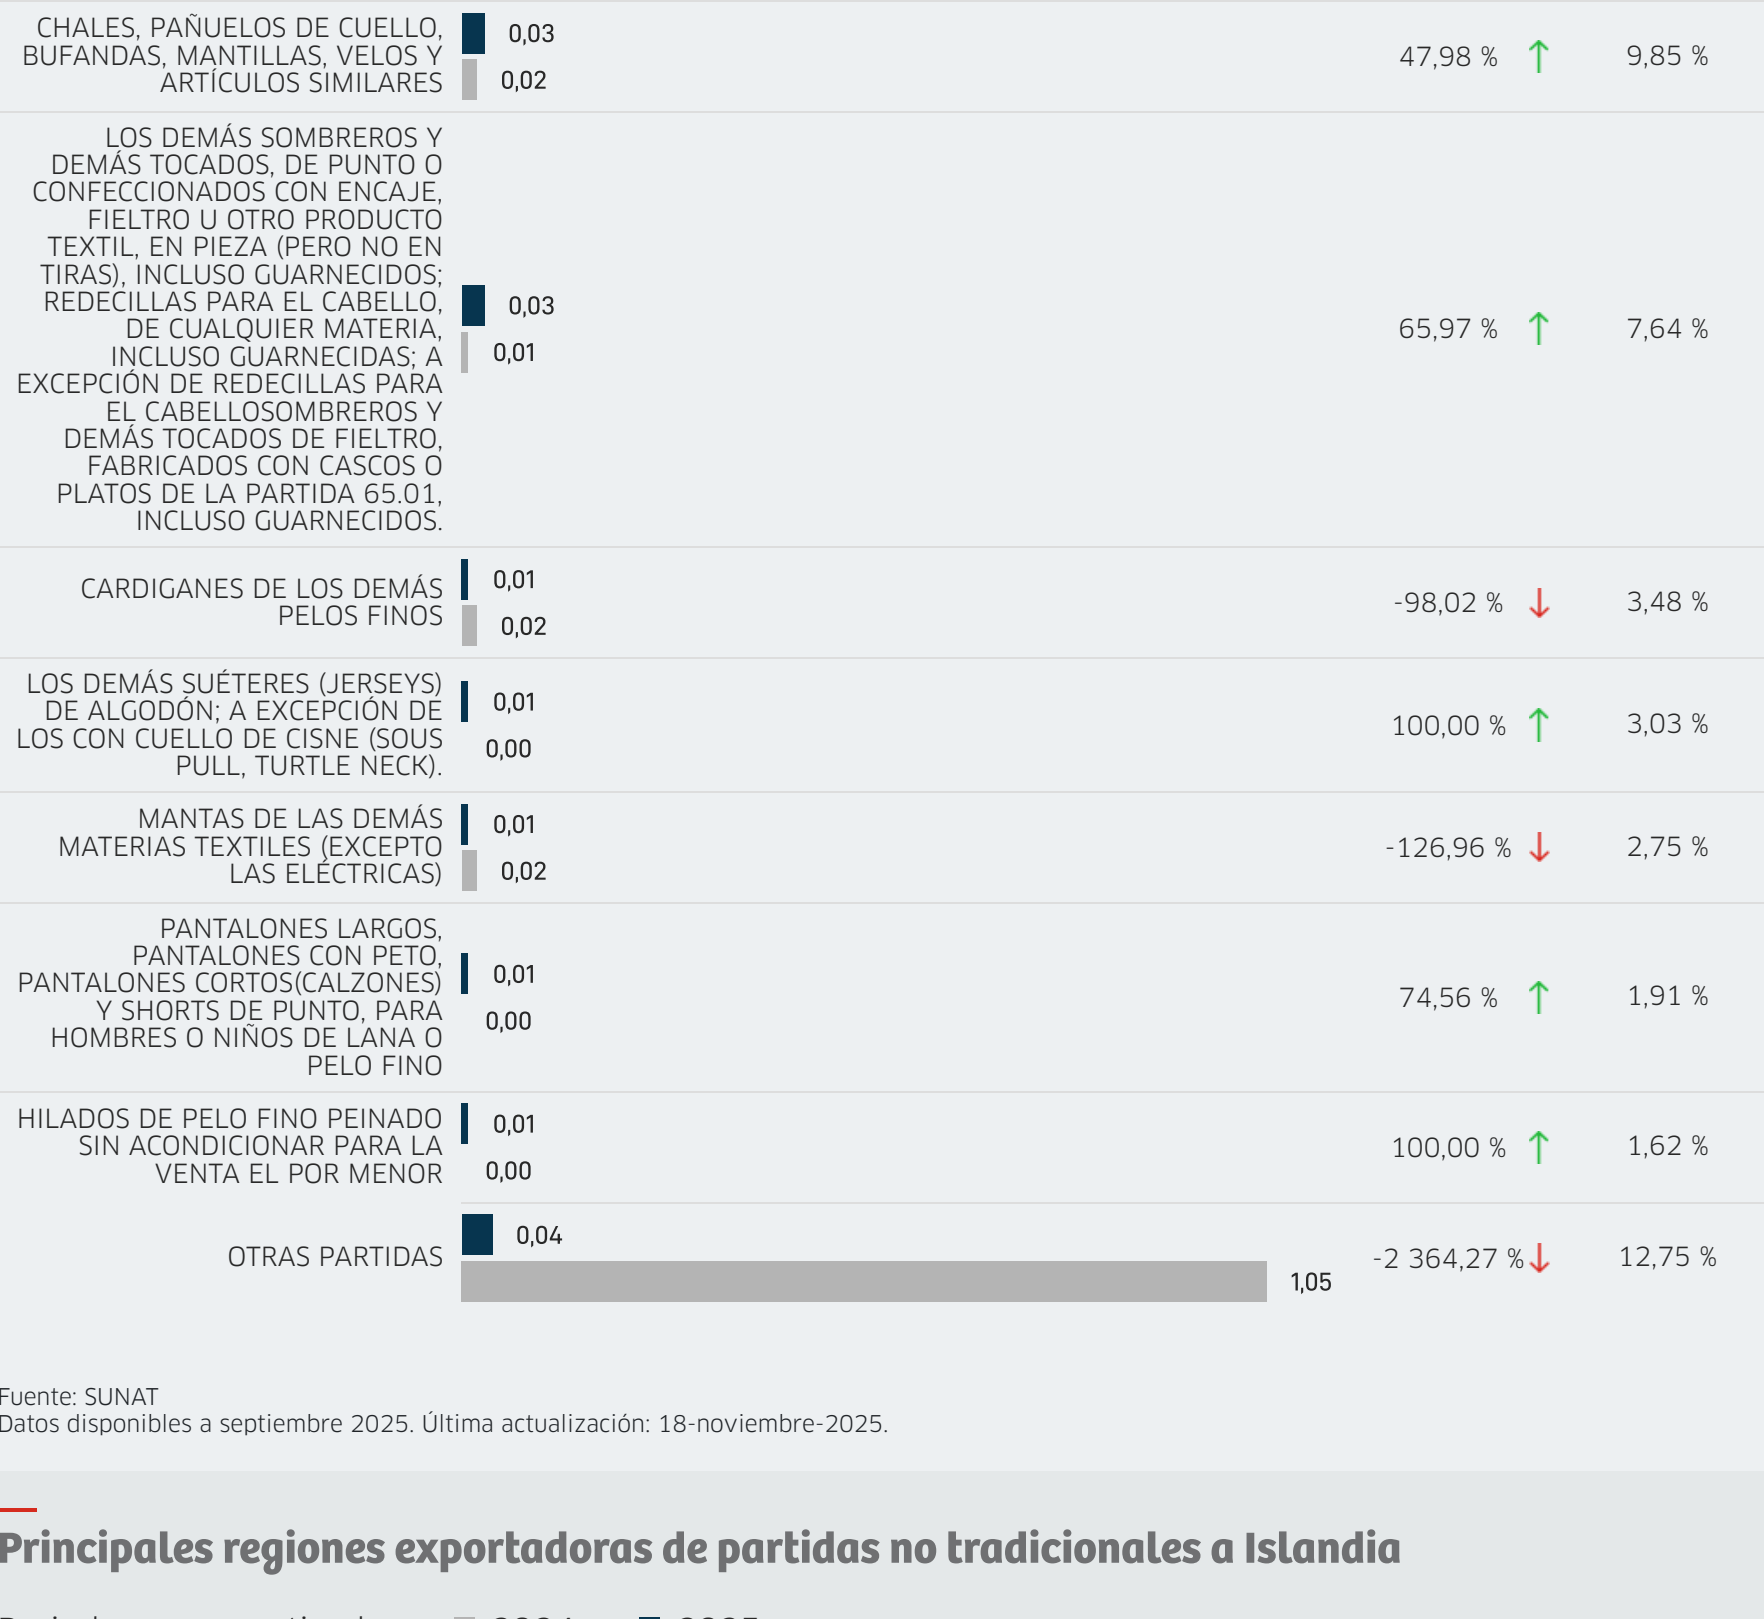 CHALES, PAÑUELOS DE CUELLO,
BUFANDAS, MANTILLAS, VELOS Y
ARTÍCULOS SIMILARES
0,03
0,02
47,98 %
9,85 %
LOS DEMÁS SOMBREROS Y
DEMÁS TOCADOS, DE PUNTO O
CONFECCIONADOS CON ENCAJE,
FIELTRO U OTRO PRODUCTO
TEXTIL, EN PIEZA (PERO NO EN
TIRAS), INCLUSO GUARNECIDOS;
REDECILLAS PARA EL CABELLO,
DE CUALQUIER MATERIA,
INCLUSO GUARNECIDAS; A
EXCEPCIÓN DE REDECILLAS PARA
EL CABELLOSOMBREROS Y
DEMÁS TOCADOS DE FIELTRO,
FABRICADOS CON CASCOS O
PLATOS DE LA PARTIDA 65.01,
INCLUSO GUARNECIDOS.
0,03
0,01
65,97 %
7,64 %
CARDIGANES DE LOS DEMÁS
PELOS FINOS
0,01
0,02
-98,02 %
3,48 %
LOS DEMÁS SUÉTERES (JERSEYS)
DE ALGODÓN; A EXCEPCIÓN DE
LOS CON CUELLO DE CISNE (SOUS
PULL, TURTLE NECK).
0,01
0,00
100,00 %
3,03 %
MANTAS DE LAS DEMÁS
MATERIAS TEXTILES (EXCEPTO
LAS ELÉCTRICAS)
0,01
0,02
-126,96 %
2,75 %
PANTALONES LARGOS,
PANTALONES CON PETO,
PANTALONES CORTOS(CALZONES)
Y SHORTS DE PUNTO, PARA
HOMBRES O NIÑOS DE LANA O
PELO FINO
0,01
0,00
74,56 %
1,91 %
HILADOS DE PELO FINO PEINADO
SIN ACONDICIONAR PARA LA
VENTA EL POR MENOR
0,01
0,00
100,00 %
1,62 %
OTRAS PARTIDAS
0,04
1,05
-2 364,27 %
12,75 %
Fuente: SUNAT
Datos disponibles a septiembre 2025. Última actualización: 18-noviembre-2025.
Principales regiones exportadoras de partidas no tradicionales a Islandia